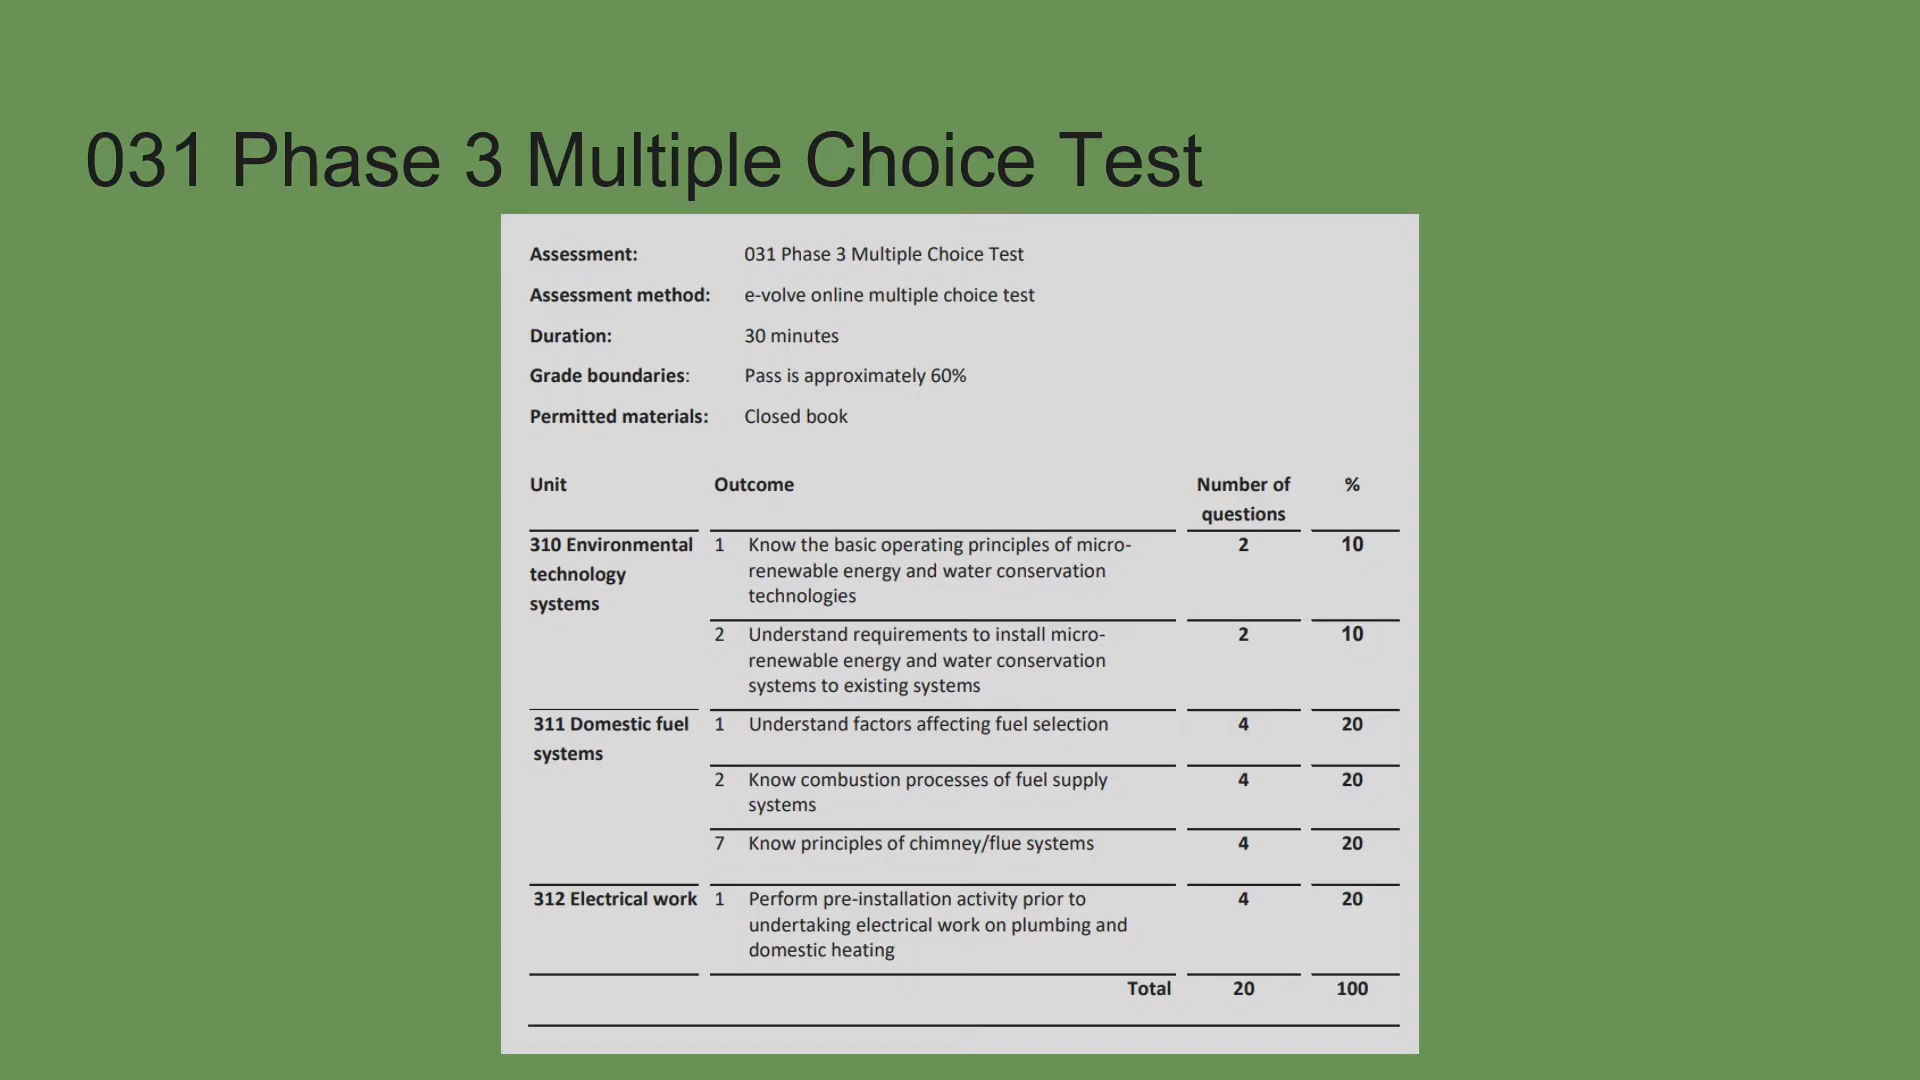 031 Phase 3 Multiple Choice Test
Assessment: 031 Phase 3 Multiple Choice Test
Assessment method: e-volve online multiple choice test
Duration: 30 minutes
Grade boundaries: Pass is approximately 60%
Permitted materials: Closed book
Unit Outcome Number of %
questions
310 Environmental 1 Know the basic operating principles of micro- 2 10
technology renewable energy and water conservation
systems technologies
2 Understand requirements to install micro- 2 10
renewable energy and water conservation
systems to existing systems
311 Domestic fuel 1 Understand factors affecting fuel selection 4 20
systems
2 Know combustion processes of fuel supply 4 20
systems
7 Know principles of chimney/flue systems 4 20
312 Electrical work 1 Perform pre-installation activity prior to 4 20
undertaking electrical work on plumbing and
domestic heating
Total 20 100